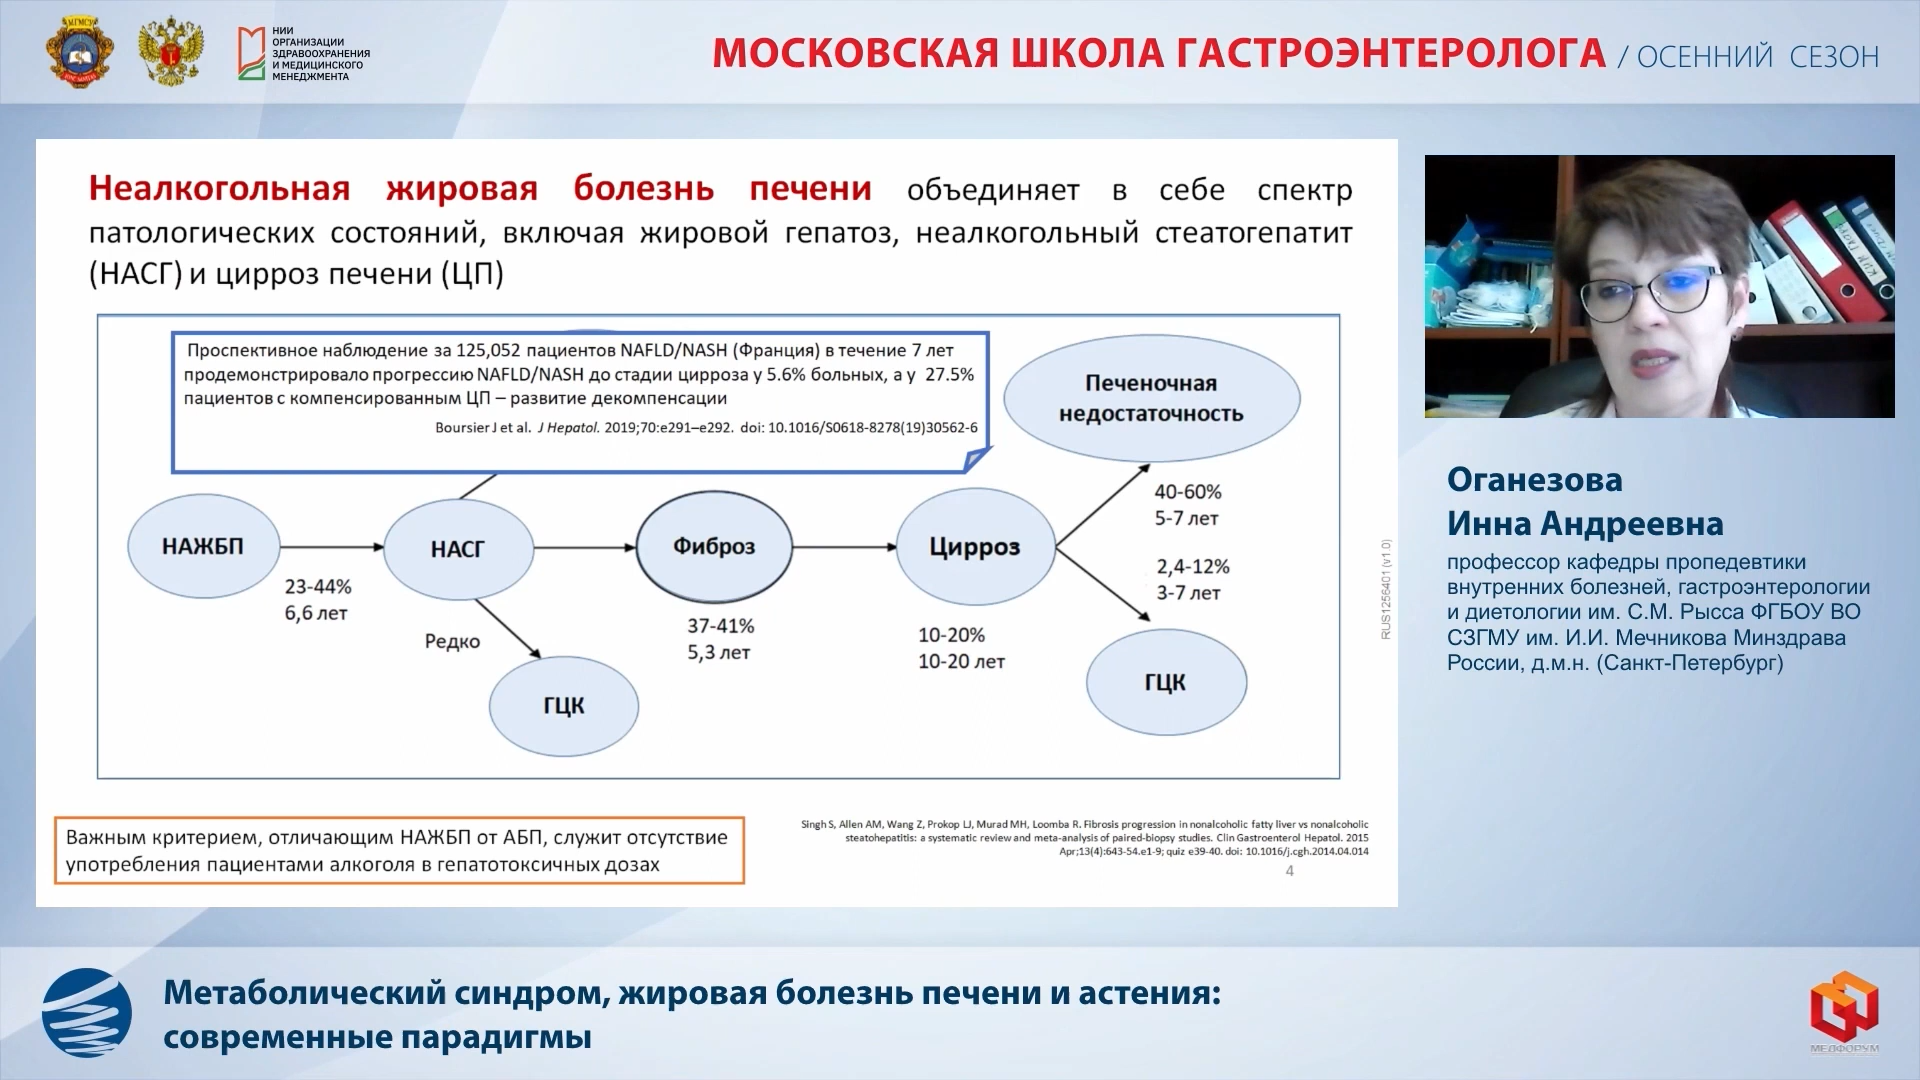 НИИ
ОРГАНИЗАЦИИ
ЗДРАВООХРАНЕНИЯ
И МЕДИЦИНСКОГО
МЕНЕДЖМЕНТА
МОСКОВСКАЯ ШКОЛА ГАСТРОЭНТЕРОЛОГА / ОСЕННИЙ СЕЗОН
Неалкогольная жировая болезнь печени объединяет в себе спектр
патологических состояний, включая жировой гепатоз, неалкогольный стеатогепатит
(НАСГ) и цирроз печени (ЦП)
Проспективное наблюдение за 125,052 пациентов NAFLD/NASH (Франция) в течение 7 лет
продемонстрировало прогрессию NAFLD/NASH до стадии цирроза у 5.6% больных, а у 27.5%
пациентов с компенсированным ЦП – развитие декомпенсации
Boursier J et al. J Hepatol. 2019;70:e291–e292. doi: 10.1016/S0618-8278(19)30562-6
Печеночная
недостаточность
НАЖБП
НАСГ
Фиброз
Цирроз
40-60%
5-7 лет
2,4-12%
3-7 лет
23-44%
6,6 лет
Редко
37-41%
5,3 лет
10-20%
10-20 лет
ГЦК
ГЦК
RUS1256401 (v1.0)
Важным критерием, отличающим НАЖБП от АБП, служит отсутствие
употребления пациентами алкоголя в гепатотоксичных дозах
Singh S, Allen AM, Wang Z, Prokop LJ, Murad MH, Loomba R. Fibrosis progression in nonalcoholic fatty liver vs nonalcoholic
steatohepatitis: a systematic review and meta-analysis of paired-biopsy studies. Clin Gastroenterol Hepatol. 2015
Apr;13(4):643-54.e1-9; quiz e39-40. doi: 10.1016/j.cgh.2014.04.014
4
Оганезова
Инна Андреевна
профессор кафедры пропедевтики
внутренних болезней, гастроэнтерологии
и диетологии им. С.М. Рысса ФГБОУ ВО
СЗГМУ им. И.И. Мечникова Минздрава
России, д.м.н. (Санкт-Петербург)
Метаболический синдром, жировая болезнь печени и астения:
современные парадигмы
МЕДФОРУМ